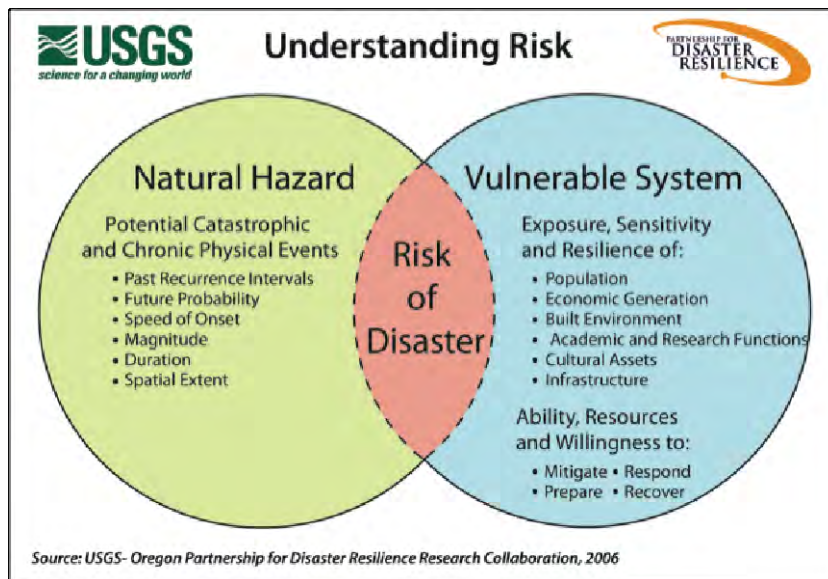 USGS
science for a changing world
Understanding Risk
PARTNERSHIP FOR
DISASTER
RESILIENCE
Natural Hazard
Potential Catastrophic
and Chronic Physical Events
• Past Recurrence Intervals
• Future Probability
• Speed of Onset
• Magnitude
• Duration
• Spatial Extent
Risk
of
Disaster
Vulnerable System
Exposure, Sensitivity
and Resilience of:
• Population
• Economic Generation
• Built Environment
• Academic and Research Functions
• Cultural Assets
• Infrastructure
Ability, Resources
and Willingness to:
• Mitigate • Respond
• Prepare • Recover
Source: USGS- Oregon Partnership for Disaster Resilience Research Collaboration, 2006